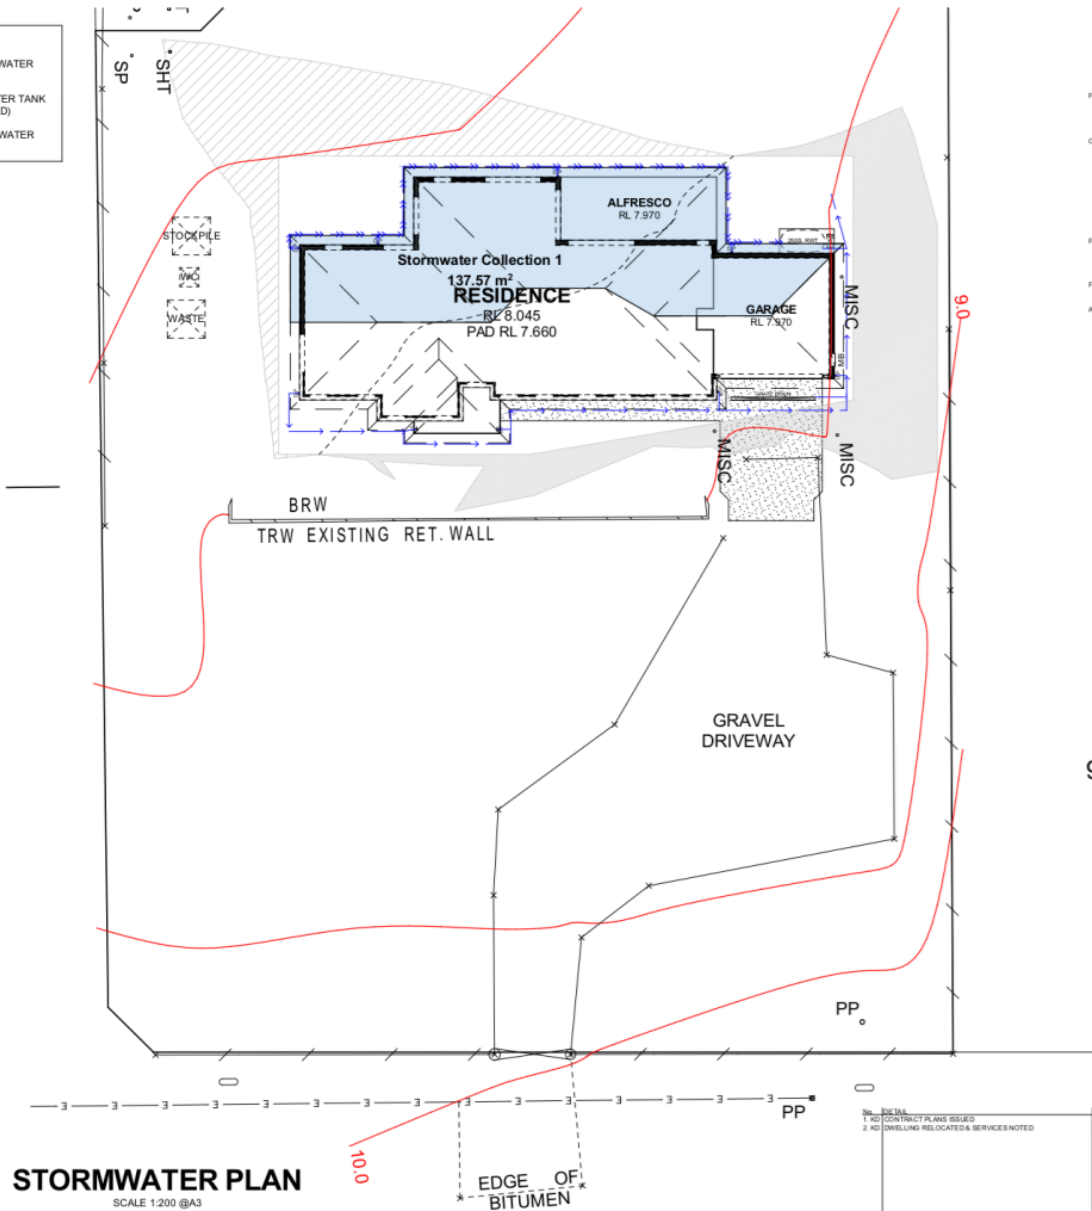 WATER
ER TANK
D)
WATER
SP
SHT
STOCKPILE
WC
WASTE
ALFRESCO
RL 7.970
Stormwater Collection 1
137.57 m²
RESIDENCE
RL 8.045
PAD RL 7.660
GARAGE
RL 7.970
MISC
MB
9.0
MISC
MISC
BRW
TRW EXISTING RET. WALL
GRAVEL
DRIVEWAY
PP
E E E E E E E E E E E E E E E
PP
10.0
EDGE OF
BITUMEN
No. DETAIL
1. KD CONTRACT PLANS ISSUED
2. KD DWELLING RELOCATED & SERVICES NOTED
STORMWATER PLAN
SCALE 1:200 @A3